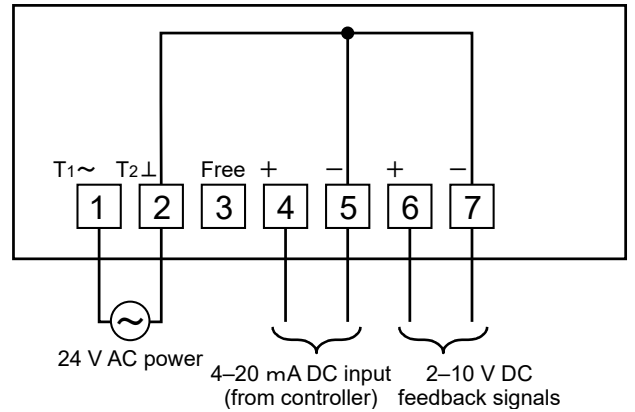 T1~ T2⊥ Free + − + −
1 2 3 4 5 6 7
~
24 V AC power
4–20 mA DC input
(from controller)
2–10 V DC
feedback signals